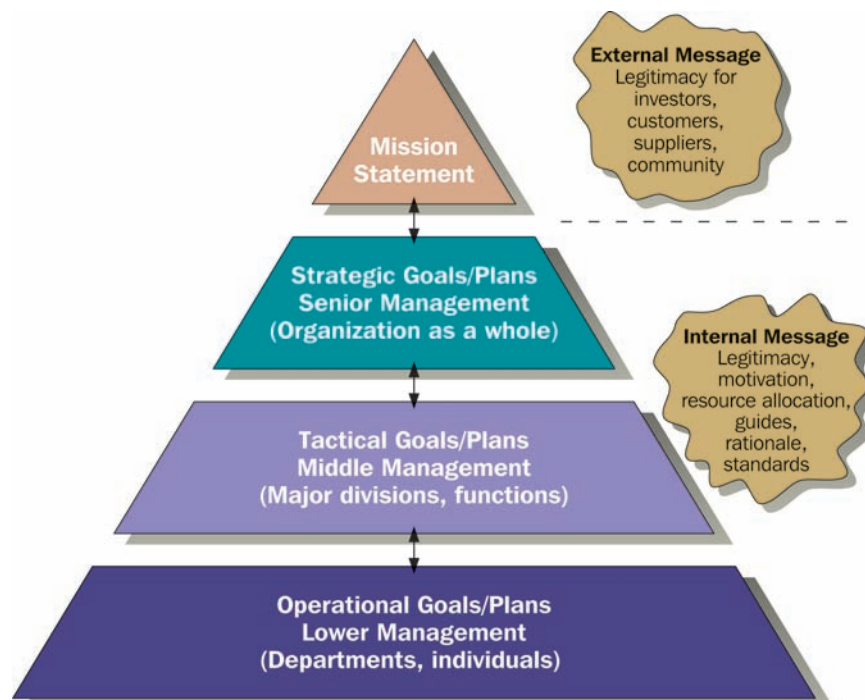 External Message
Legitimacy for
investors,
customers,
suppliers,
community
Mission
Statement
Strategic Goals/Plans
Senior Management
(Organization as a whole)
Internal Message
Legitimacy,
motivation,
resource allocation,
guides,
rationale,
standards
Tactical Goals/Plans
Middle Management
(Major divisions, functions)
Operational Goals/Plans
Lower Management
(Departments, individuals)